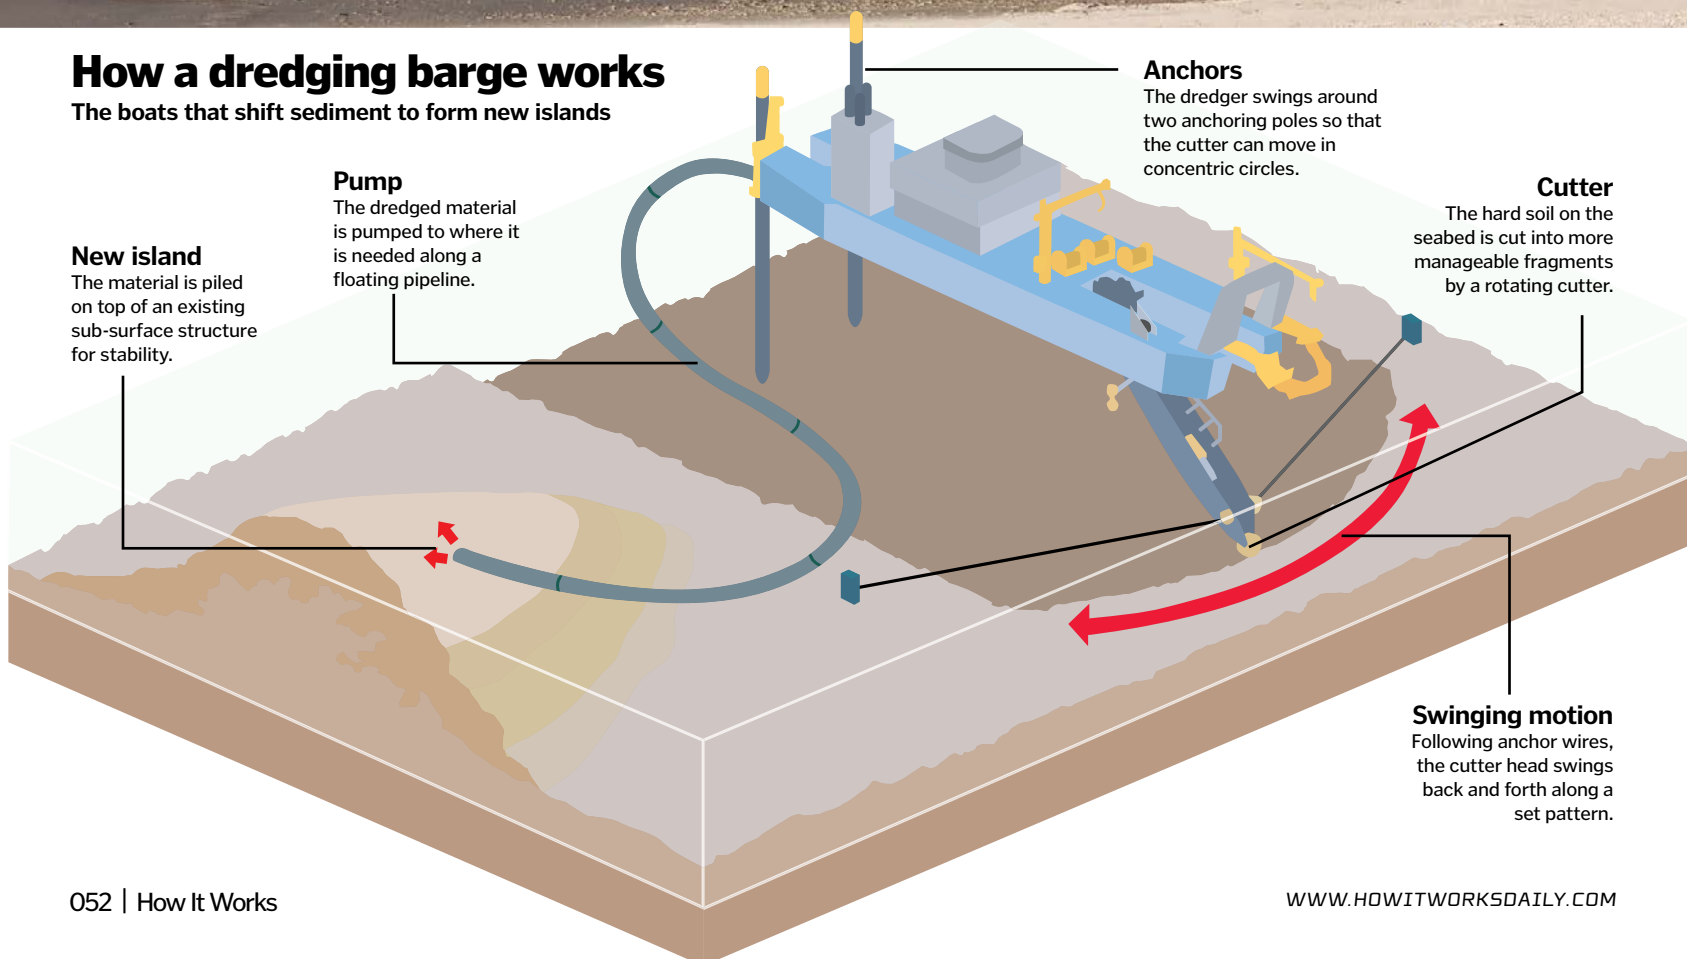 How a dredging barge works
The boats that shift sediment to form new islands
New island
The material is piled
on top of an existing
sub-surface structure
for stability.
Pump
The dredged material
is pumped to where it
is needed along a
floating pipeline.
Anchors
The dredger swings around
two anchoring poles so that
the cutter can move in
concentric circles.
Cutter
The hard soil on the
seabed is cut into more
manageable fragments
by a rotating cutter.
Swinging motion
Following anchor wires,
the cutter head swings
back and forth along a
set pattern.
052 | How It Works
WWW.HOWITWORKSDAILY.COM